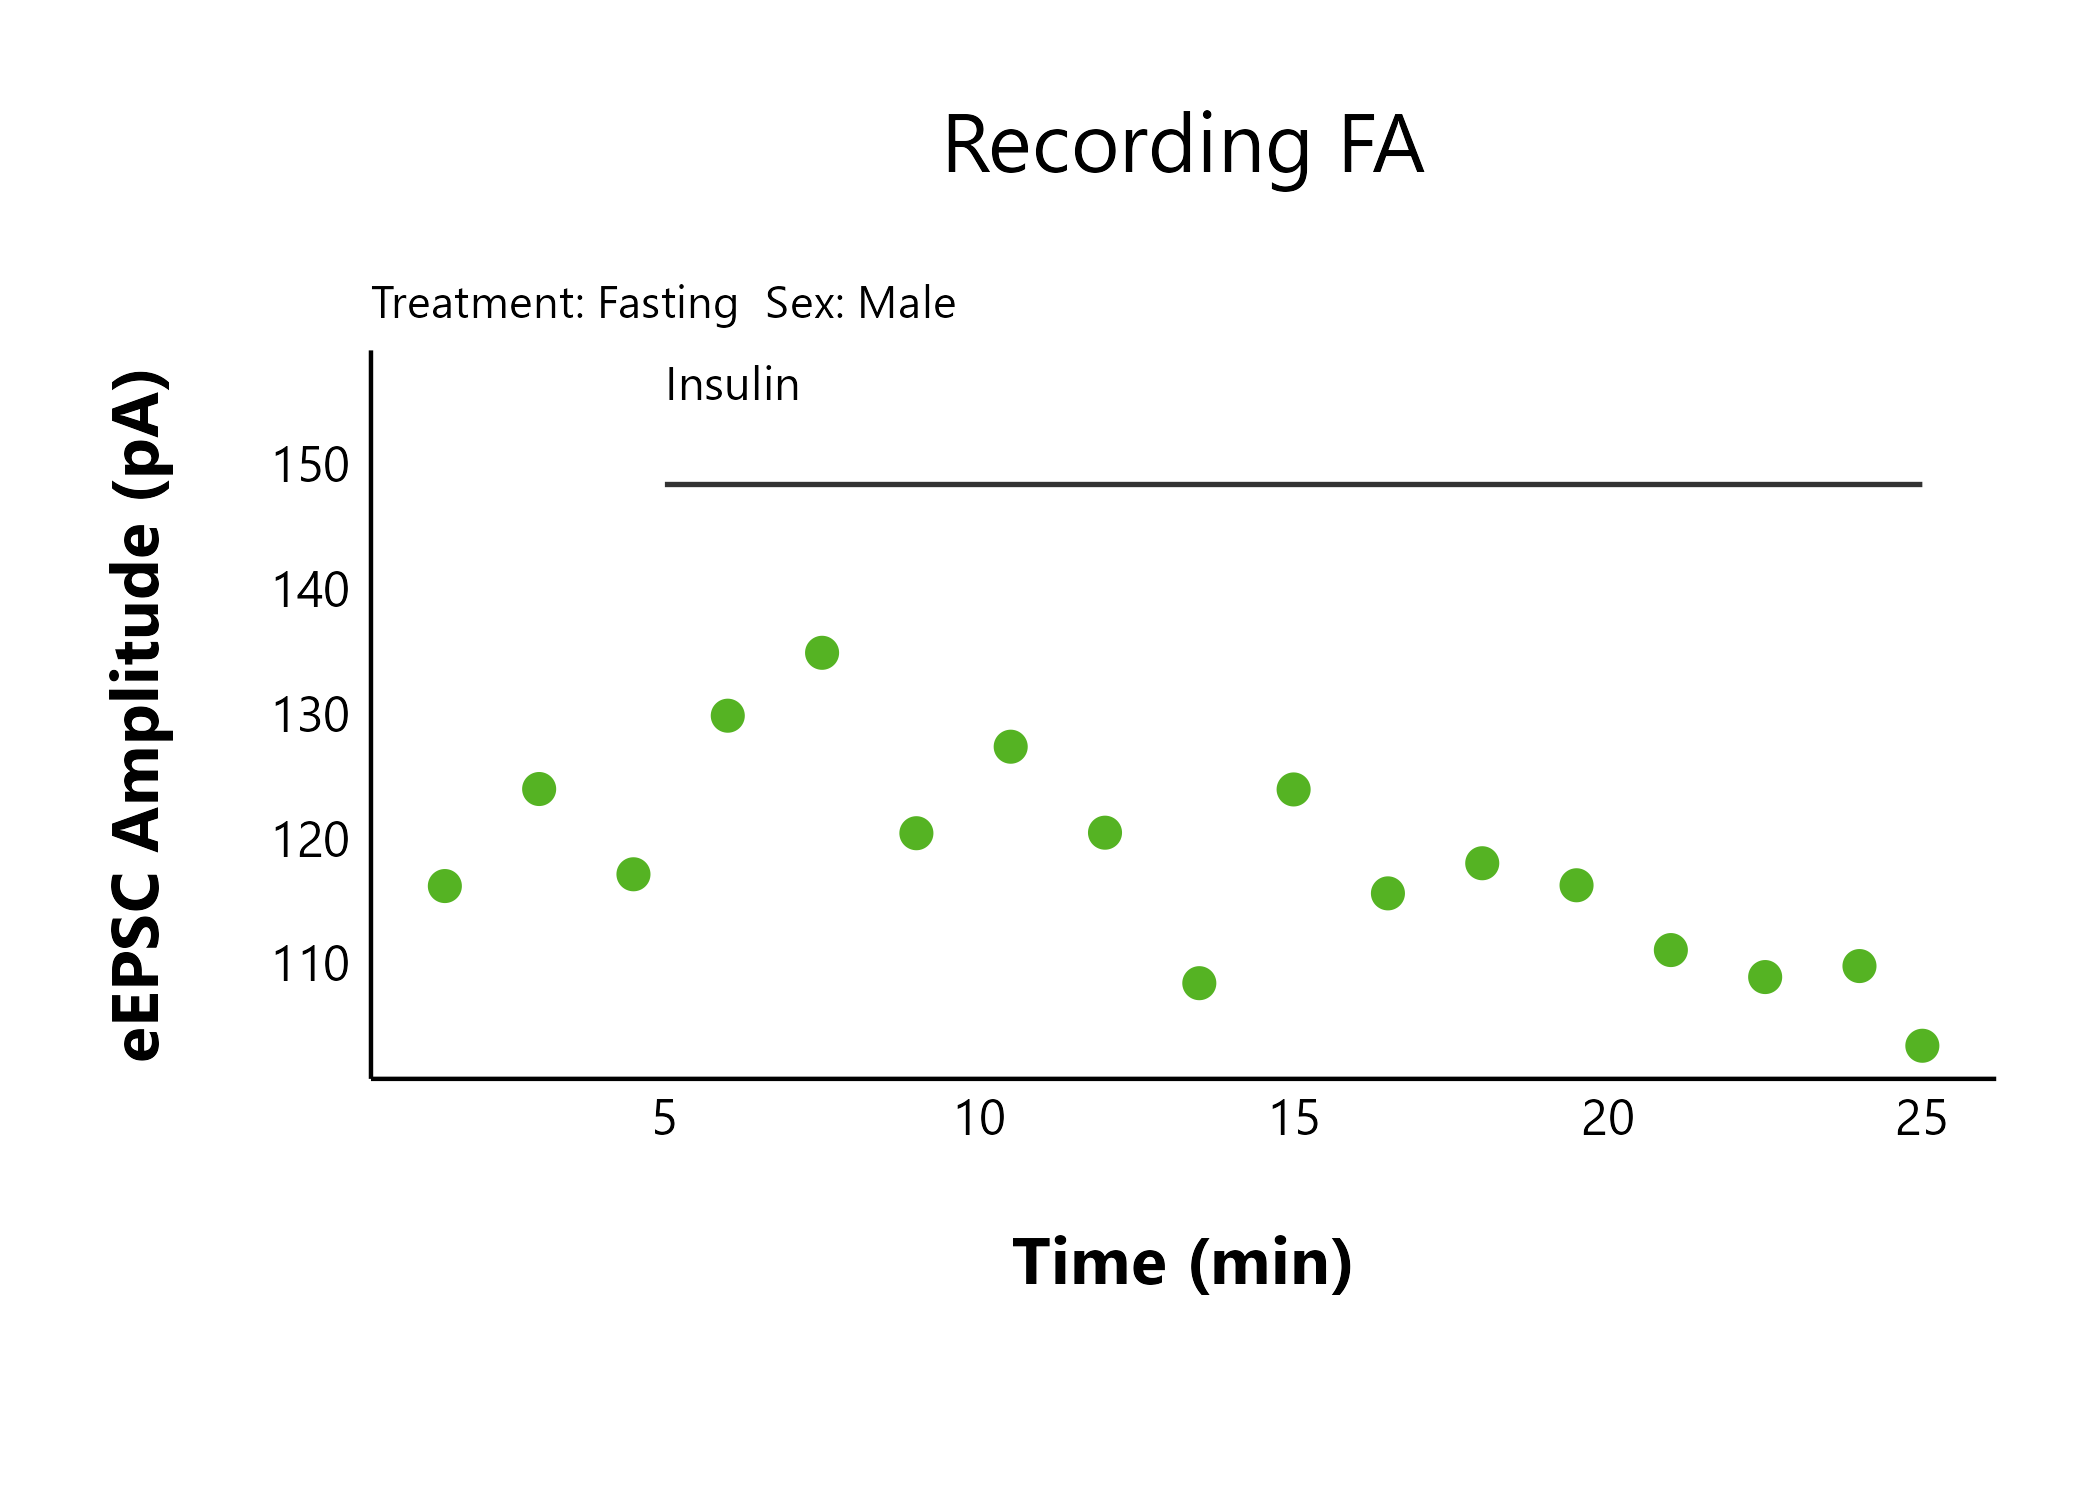 Recording FA
Treatment: Fasting  Sex: Male
Insulin
eEPSC Amplitude (pA)
150
140
130
120
110
5 10 15 20 25
Time (min)